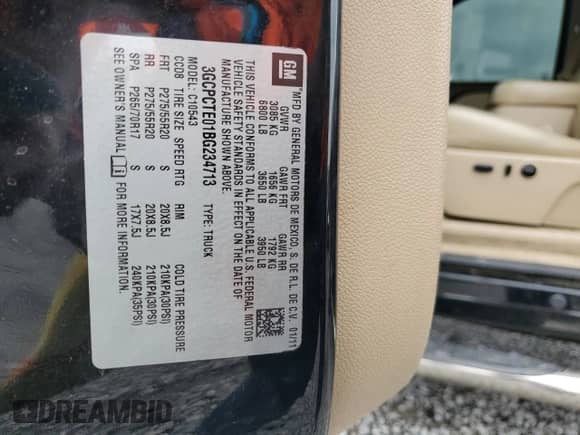 GM
MFD BY GENERAL MOTORS DE MEXICO, S. DE R.L. DE C.V. 01/11
GVWR GAWR FRT GAWR RR
3085 KG 1656 KG 1792 KG
6800 LB 3650 LB 3950 LB
THIS VEHICLE CONFORMS TO ALL APPLICABLE U.S. FEDERAL MOTOR
VEHICLE SAFETY STANDARDS IN EFFECT ON THE DATE OF
MANUFACTURE SHOWN ABOVE.
3GCPCTE01BG234713 TYPE: TRUCK
MODEL: C10543
CC08 TIRE SIZE SPEED RTG RIM COLD TIRE PRESSURE
FRT P275/55R20 S 20X8.5J 210KPA(30PSI)
RR P275/55R20 S 20X8.5J 210KPA(30PSI)
SPA P265/70R17 S 17X7.5J 240KPA(35PSI)
SEE OWNER'S MANUAL FOR MORE INFORMATION.
DREAMBID